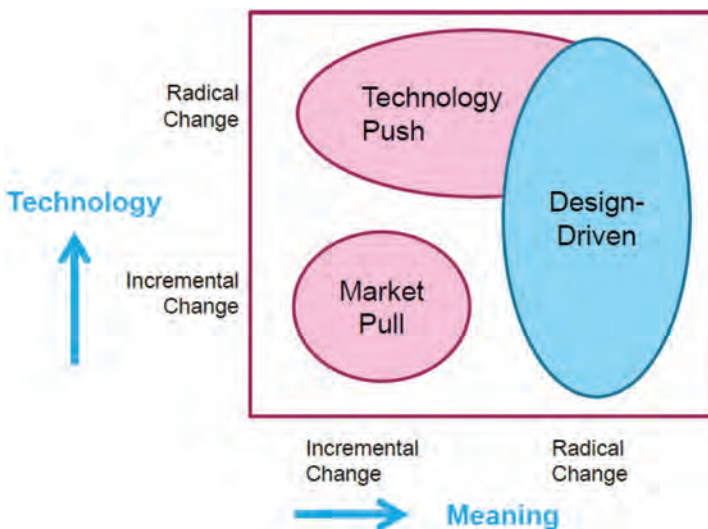 Radical
Change
Technology
Push
Technology
Design-
Driven
Incremental
Change
Market
Pull
Incremental
Change
Radical
Change
Meaning